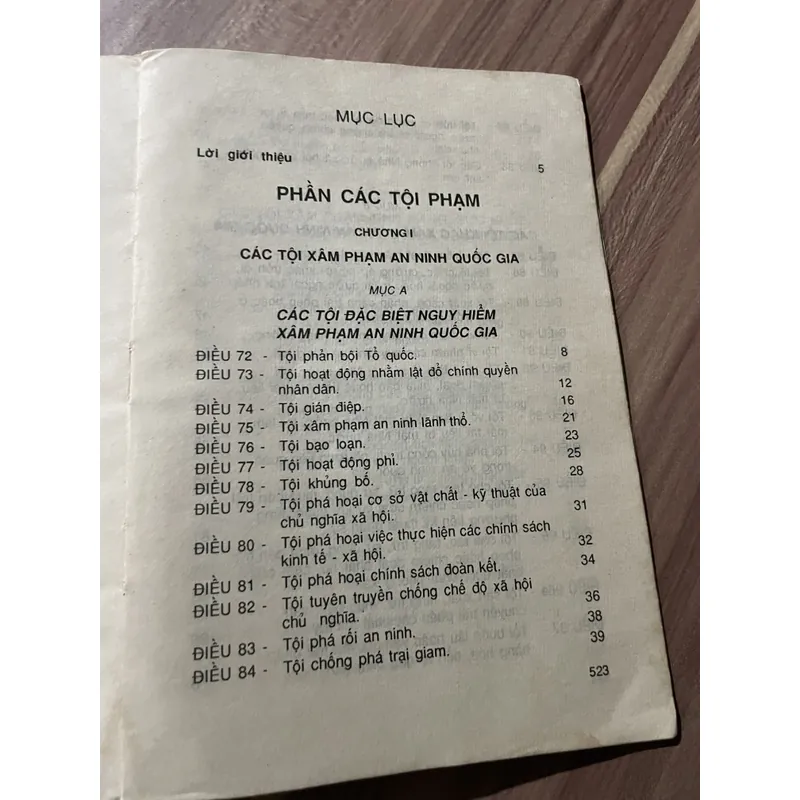 MỤC LỤC
Lời giới thiệu 5
PHẦN CÁC TỘI PHẠM
CHƯƠNG I
CÁC TỘI XÂM PHẠM AN NINH QUỐC GIA
MỤC A
CÁC TỘI ĐẶC BIỆT NGUY HIỂM
XÂM PHẠM AN NINH QUỐC GIA
ĐIỀU 72 - Tội phản bội Tổ quốc. 8
ĐIỀU 73 - Tội hoạt động nhằm lật đổ chính quyền
nhân dân. 12
ĐIỀU 74 - Tội gián điệp. 16
ĐIỀU 75 - Tội xâm phạm an ninh lãnh thổ. 21
ĐIỀU 76 - Tội bạo loạn. 23
ĐIỀU 77 - Tội hoạt động phỉ. 25
ĐIỀU 78 - Tội khủng bố. 28
ĐIỀU 79 - Tội phá hoại cơ sở vật chất - kỹ thuật của
chủ nghĩa xã hội. 31
ĐIỀU 80 - Tội phá hoại việc thực hiện các chính sách
kinh tế - xã hội. 32
ĐIỀU 81 - Tội phá hoại chính sách đoàn kết. 34
ĐIỀU 82 - Tội tuyên truyền chống chế độ xã hội
chủ nghĩa. 36
ĐIỀU 83 - Tội phá rối an ninh. 38
ĐIỀU 84 - Tội chống phá trại giam. 39
523